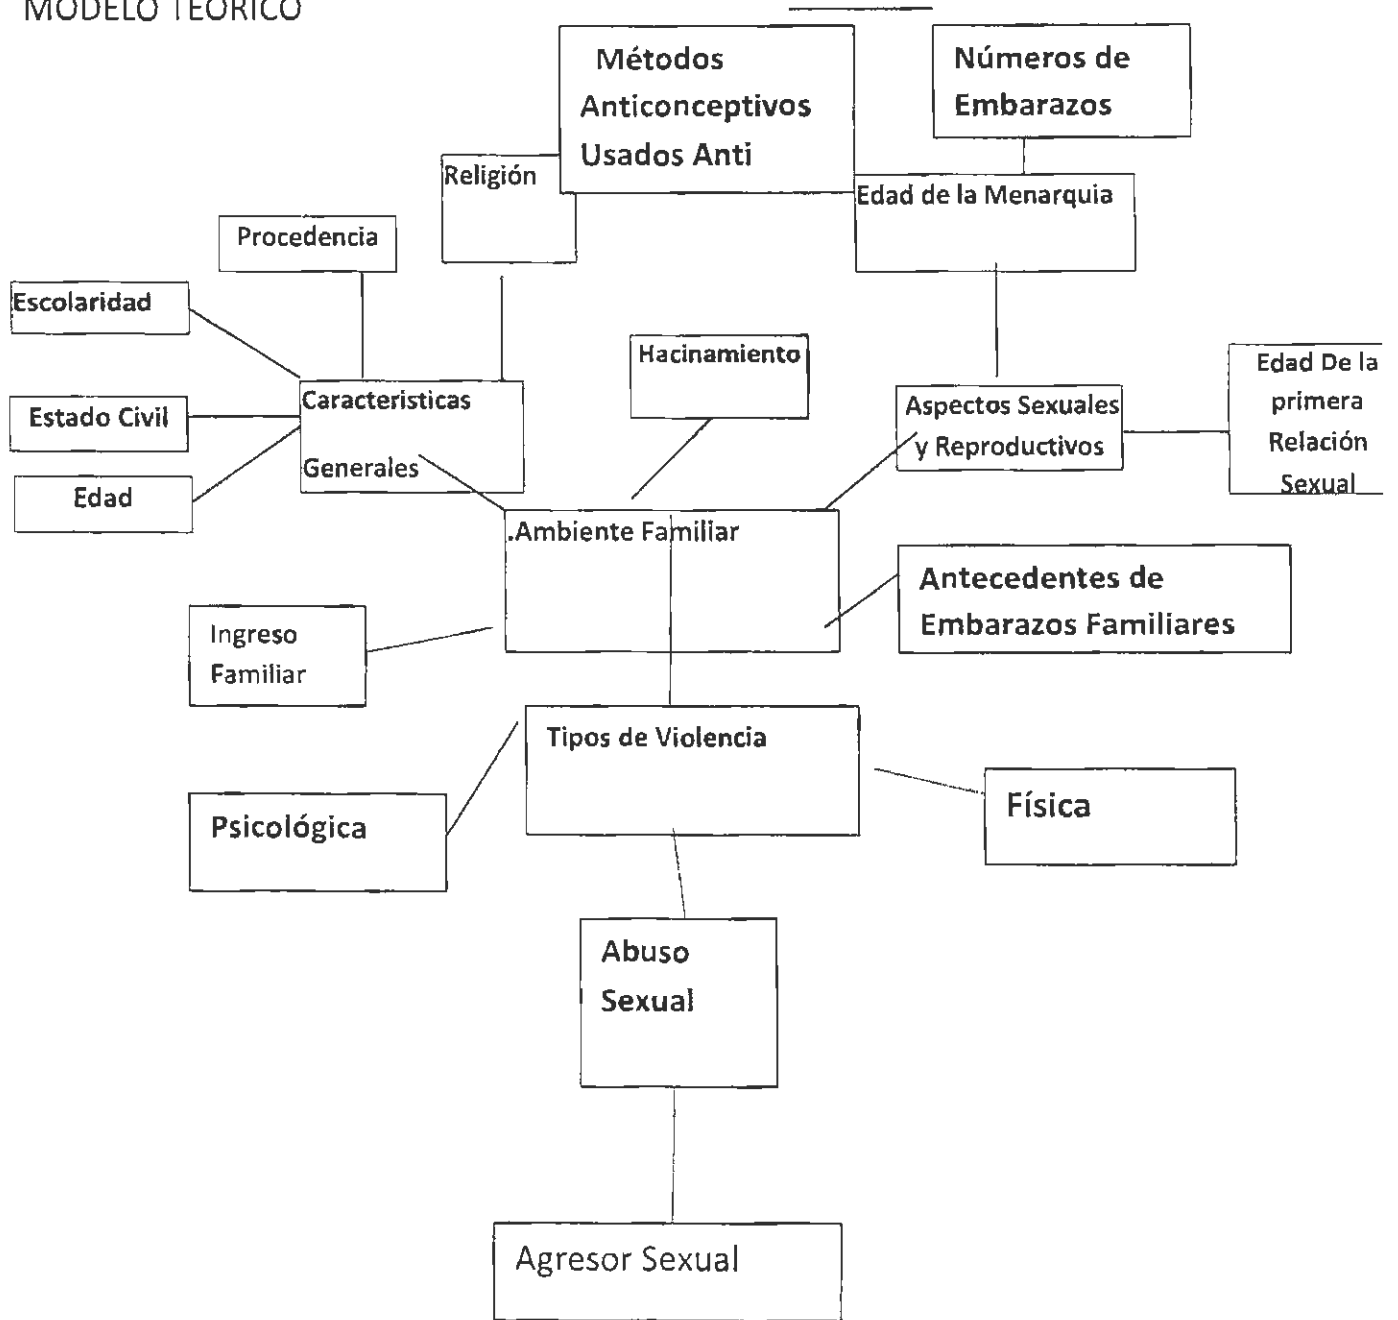 MODELO TEORICO
Métodos
Anticonceptivos
Usados Anti
Números de
Embarazos
Religión
Edad de la Menarquia
Procedencia
Escolaridad
Hacinamiento
Edad De la
primera
Relación
Sexual
Estado Civil
Caracteristicas
Generales
Aspectos Sexuales
y Reproductivos
Edad
.Ambiente Familiar
Antecedentes de
Embarazos Familiares
Ingreso
Familiar
Tipos de Violencia
Psicológica
Física
Abuso
Sexual
Agresor Sexual